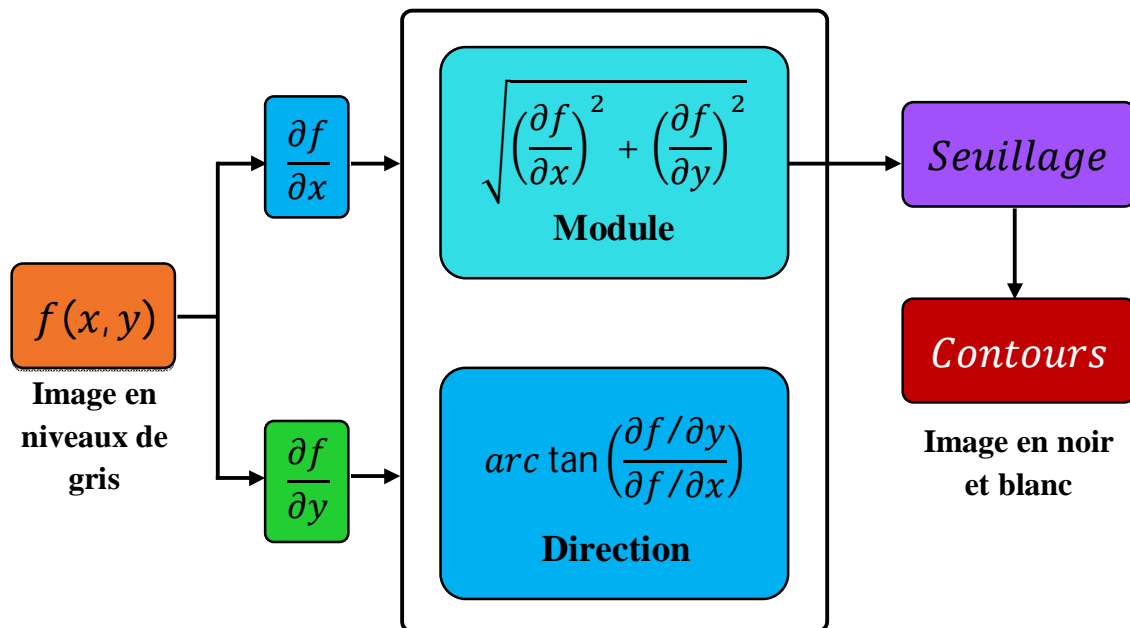 f(x, y)
Image en
niveaux de
gris
∂f/∂x
∂f/∂y
√((∂f/∂x)² + (∂f/∂y)²)
Module
arc tan((∂f/∂y)/(∂f/∂x))
Direction
Seuillage
Contours
Image en noir
et blanc